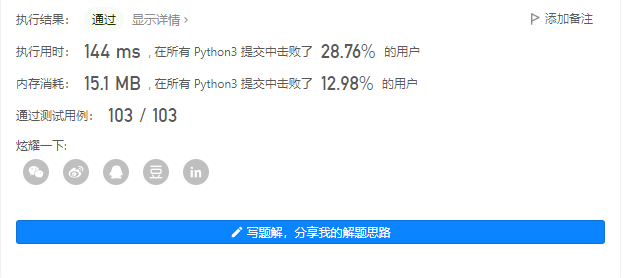 执行结果： 通过 显示详情 › 添加备注
执行用时： 144 ms , 在所有 Python3 提交中击败了 28.76% 的用户
内存消耗： 15.1 MB , 在所有 Python3 提交中击败了 12.98% 的用户
通过测试用例： 103 / 103
炫耀一下:
豆 in
写题解，分享我的解题思路